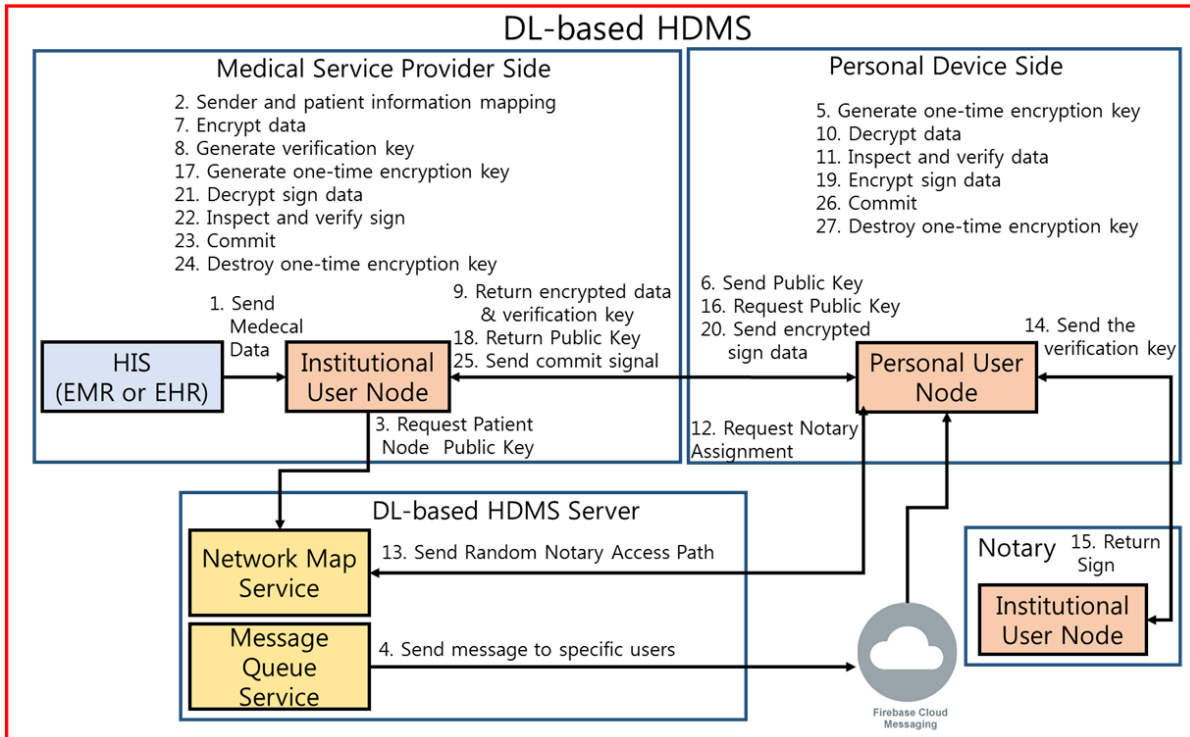 DL-based HDMS
Medical Service Provider Side
2. Sender and patient information mapping
7. Encrypt data
8. Generate verification key
17. Generate one-time encryption key
21. Decrypt sign data
22. Inspect and verify sign
23. Commit
24. Destroy one-time encryption key
1. Send
Medecal
Data
9. Return encrypted data
& verification key
18. Return Public Key
25. Send commit signal
HIS
(EMR or EHR)
Institutional
User Node
3. Request Patient
Node Public Key
Personal Device Side
5. Generate one-time encryption key
10. Decrypt data
11. Inspect and verify data
19. Encrypt sign data
26. Commit
27. Destroy one-time encryption key
6. Send Public Key
16. Request Public Key
20. Send encrypted
sign data
14. Send the
verification key
Personal User
Node
12. Request Notary
Assignment
DL-based HDMS Server
Network Map
Service
13. Send Random Notary Access Path
Message
Queue
Service
4. Send message to specific users
Firebase Cloud
Messaging
Notary
15. Return
Sign
Institutional
User Node